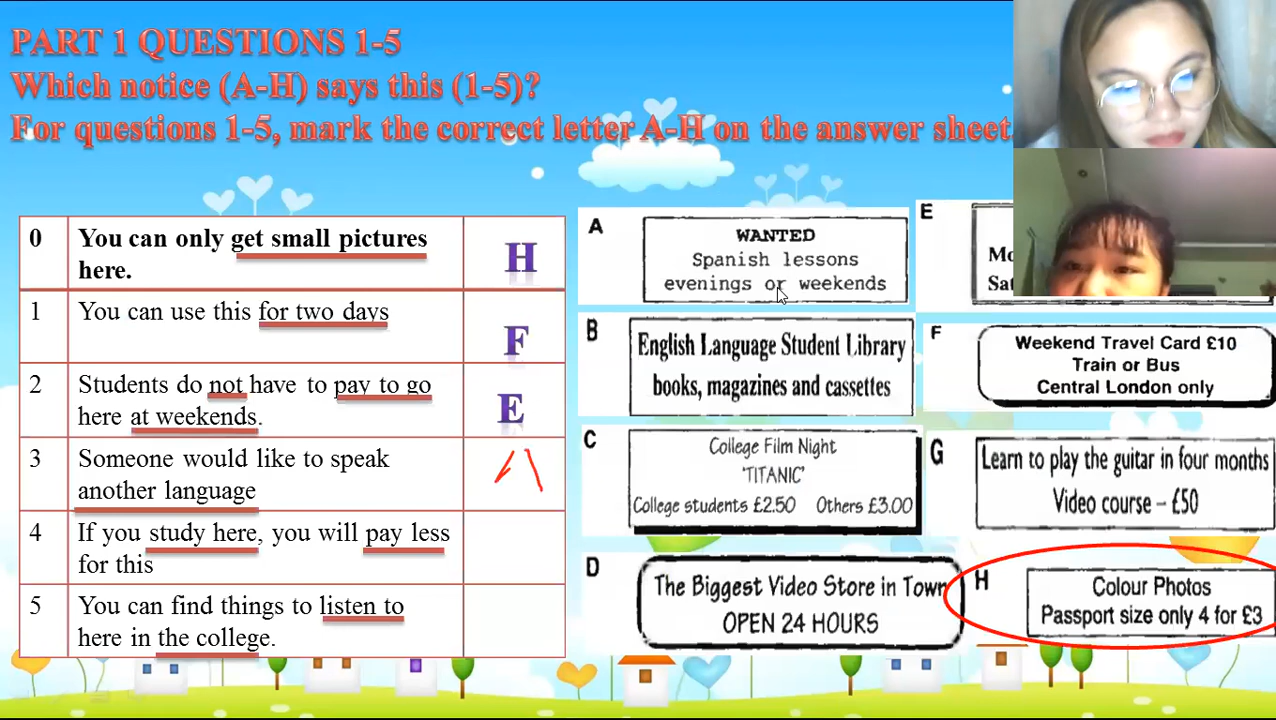 PART 1 QUESTIONS 1-5
Which notice (A-H) says this (1-5)?
For questions 1-5, mark the correct letter A-H on the answer sheet.
0 You can only get small pictures
here.
H
1 You can use this for two days
F
2 Students do not have to pay to go
here at weekends.
E
3 Someone would like to speak
another language
4 If you study here, you will pay less
for this
5 You can find things to listen to
here in the college.
A
WANTED
Spanish lessons
evenings or weekends
B
English Language Student Library
books, magazines and cassettes
C
College Film Night
'TITANIC'
College students £2.50 Others £3.00
D
The Biggest Video Store in Town
OPEN 24 HOURS
E
F
Weekend Travel Card £10
Train or Bus
Central London only
G
Learn to play the guitar in four months
Video course – £50
H
Colour Photos
Passport size only 4 for £3